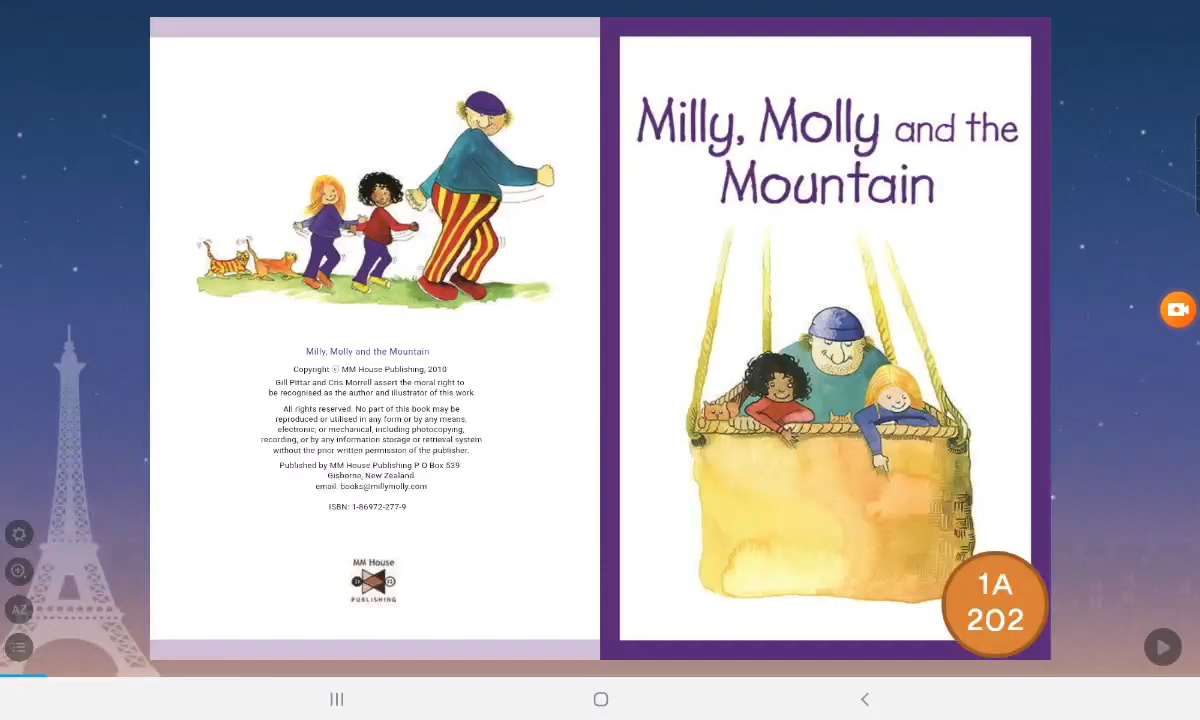 Milly, Molly and the Mountain
Copyright © MM House Publishing, 2010
Gill Pittar and Cris Morrell assert the moral right to
be recognised as the author and illustrator of this work
All rights reserved. No part of this book may be
reproduced or utilised in any form or by any means,
electronic, or mechanical, including photocopying,
recording, or by any information storage or retrieval system
without the prior written permission of the publisher.
Published by MM House Publishing P O Box 539
Gisborne, New Zealand
email. books@millymolly.com
ISBN: 1-86972-277-9
MM House
PUBLISHING
Milly, Molly and the
Mountain
1A
202
AZ